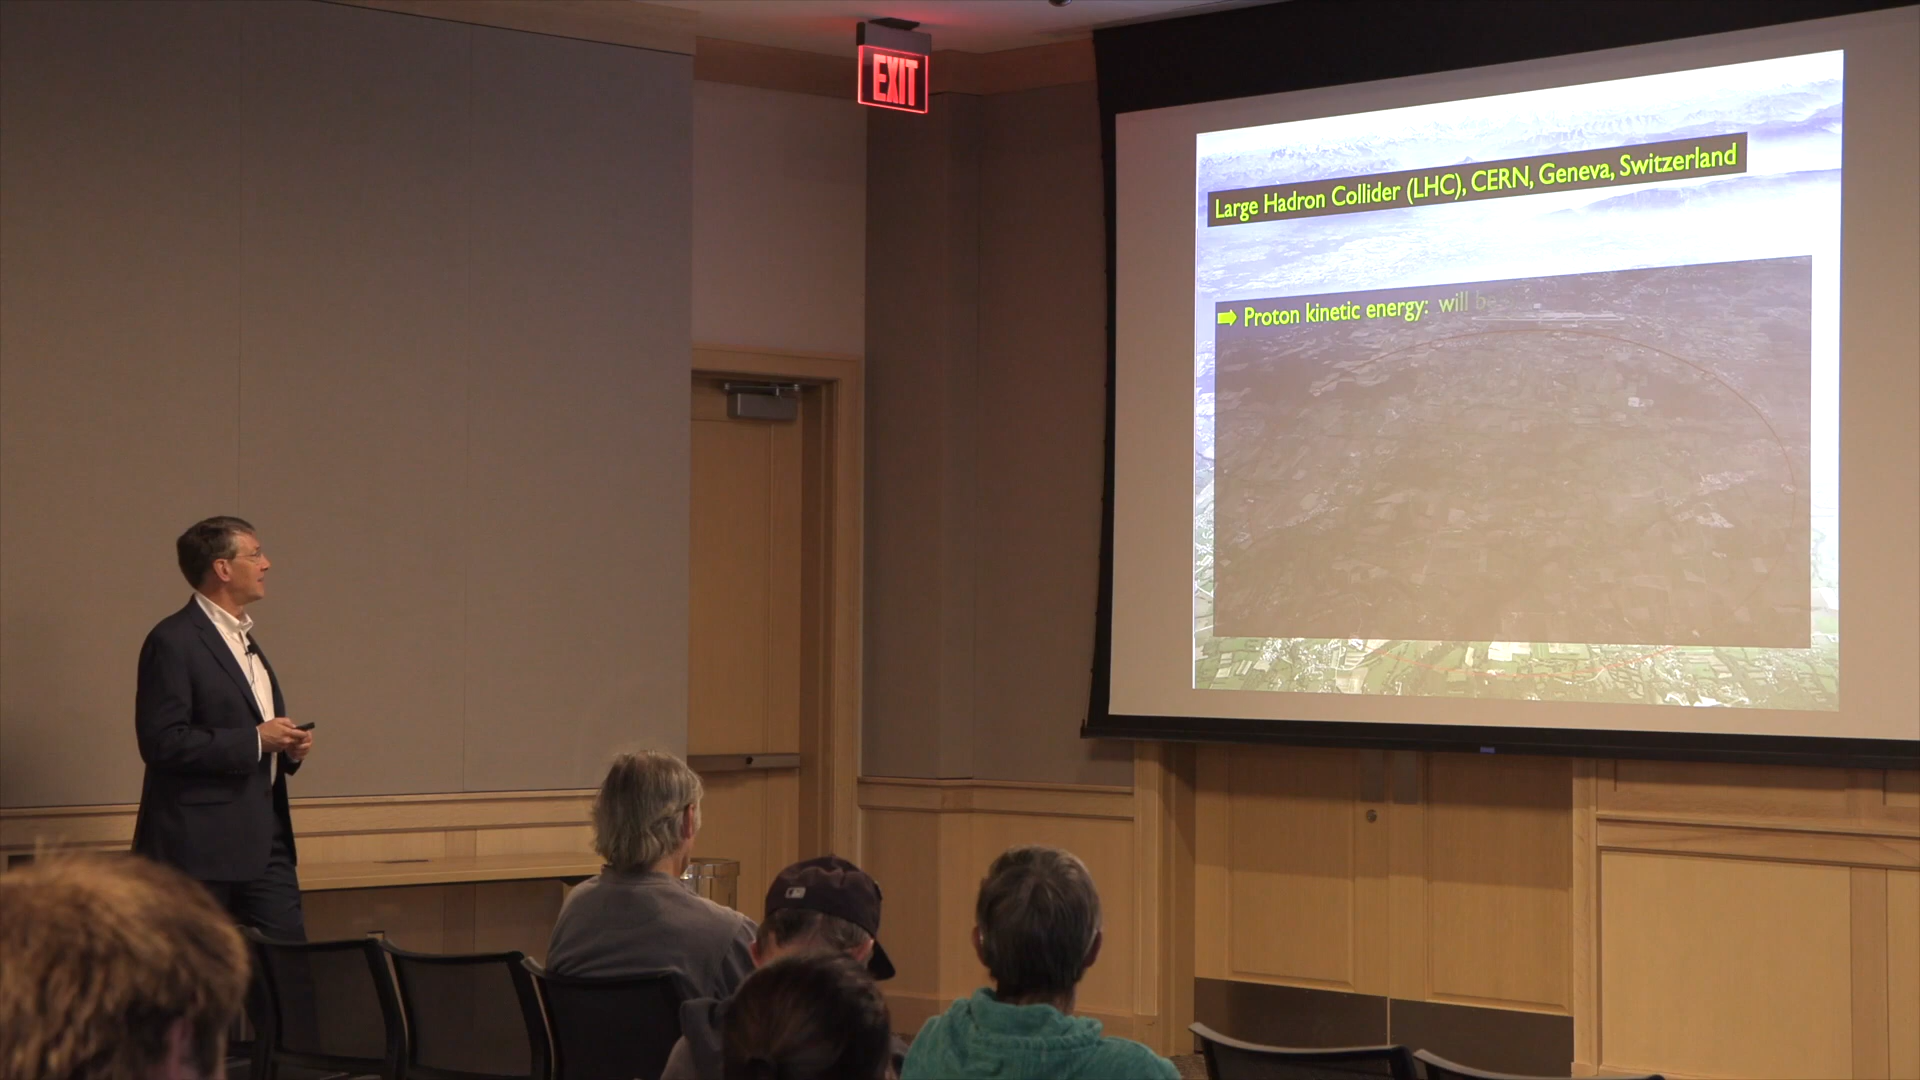 EXIT
Large Hadron Collider (LHC), CERN, Geneva, Switzerland
Proton kinetic energy: will